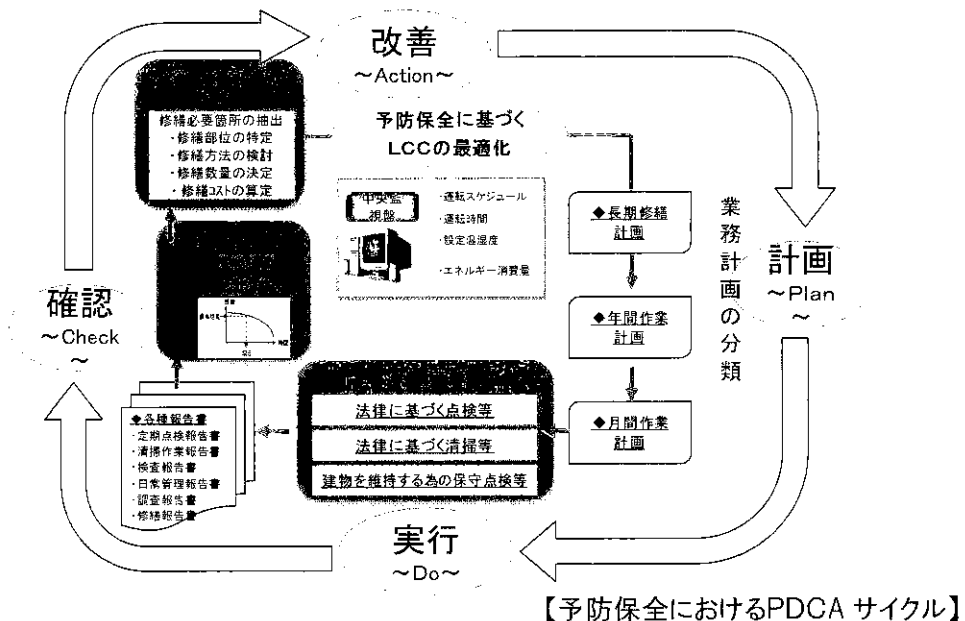 改善
～Action～
修繕必要箇所の抽出
・修繕部位の特定
・修繕方法の検討
・修繕数量の決定
・修繕コストの算定
予防保全に基づく
LCCの最適化
中央監
視盤
・運転スケジュール
・運転時間
・設定温湿度
・エネルギー消費量
◆長期修繕
計画
◆年間作業
計画
◆月間作業
計画
業務計画の分類
計画
～Plan
～
確認
～Check
～
法律に基づく点検等
法律に基づく清掃等
建物を維持する為の保守点検等
◆各種報告書
・定期点検報告書
・清掃作業報告書
・検査報告書
・日常管理報告書
・調査報告書
・修繕報告書
実行
～Do～
【予防保全におけるPDCA サイクル】